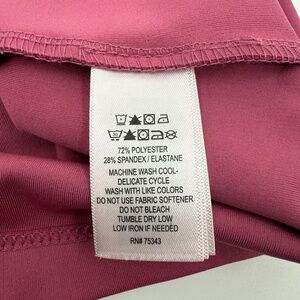 72% POLYESTER
28% SPANDEX / ELASTANE
MACHINE WASH COOL-
DELICATE CYCLE
WASH WITH LIKE COLORS
DO NOT USE FABRIC SOFTENER
DO NOT BLEACH
TUMBLE DRY LOW
LOW IRON IF NEEDED
RN# 75343